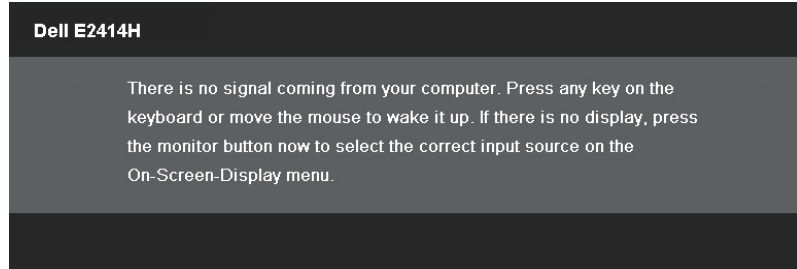 Dell E2414H
There is no signal coming from your computer. Press any key on the
keyboard or move the mouse to wake it up. If there is no display, press
the monitor button now to select the correct input source on the
On-Screen-Display menu.